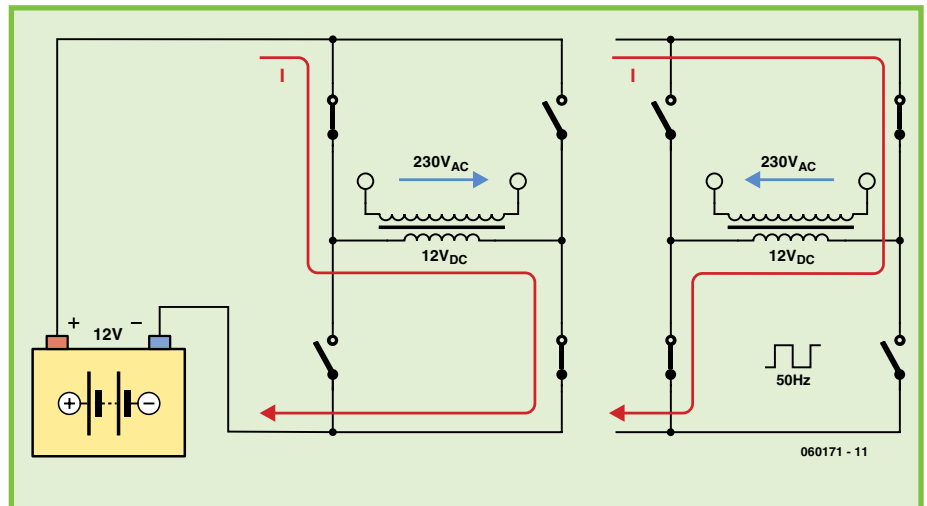 I
I
230VAC
230VAC
12VDC
12VDC
+
12V
−
+
−
50Hz
060171 - 11